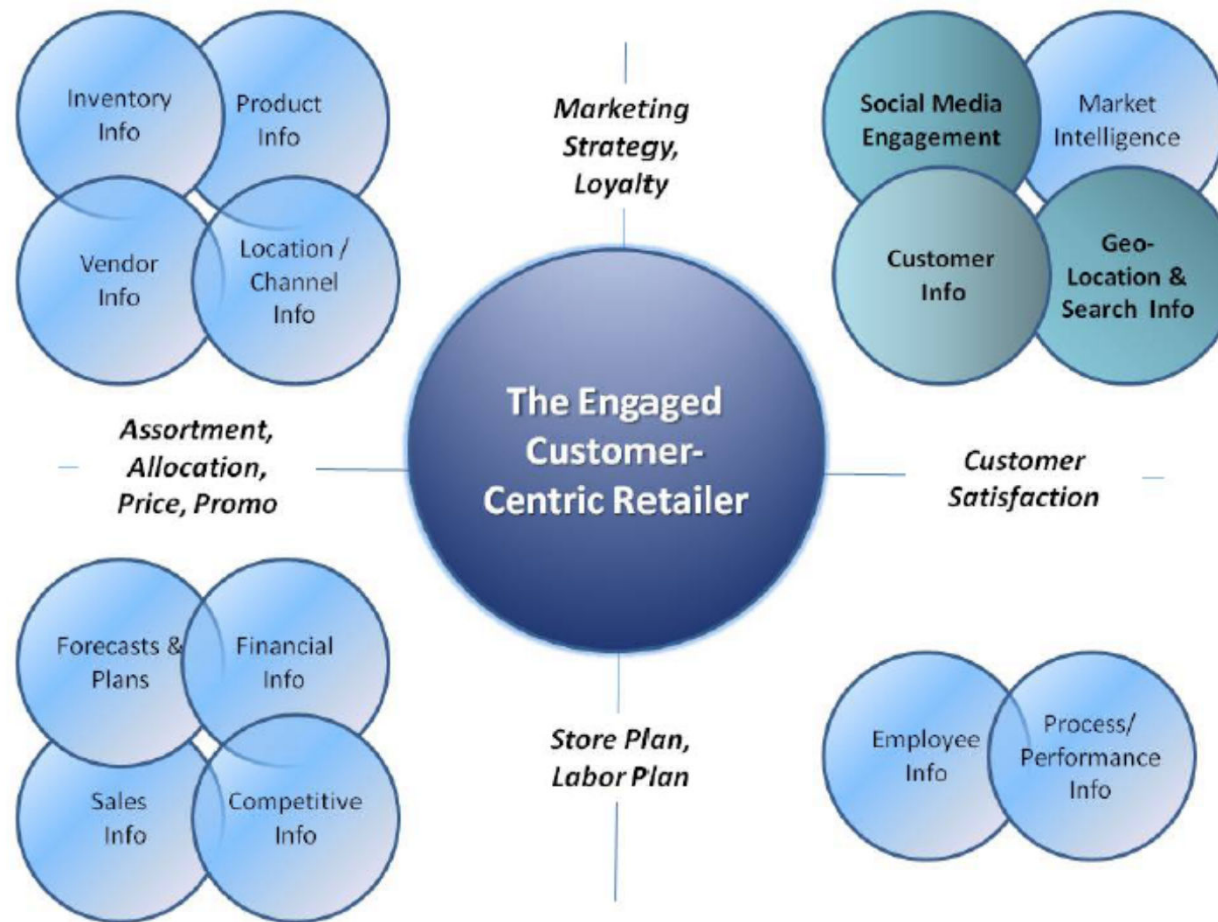 Inventory
Info
Product
Info
Vendor
Info
Location /
Channel
Info
Marketing
Strategy,
Loyalty
Social Media
Engagement
Market
Intelligence
Customer
Info
Geo-
Location &
Search Info
Assortment,
Allocation,
Price, Promo
The Engaged
Customer-
Centric Retailer
Customer
Satisfaction
Forecasts &
Plans
Financial
Info
Sales
Info
Competitive
Info
Store Plan,
Labor Plan
Employee
Info
Process/
Performance
Info